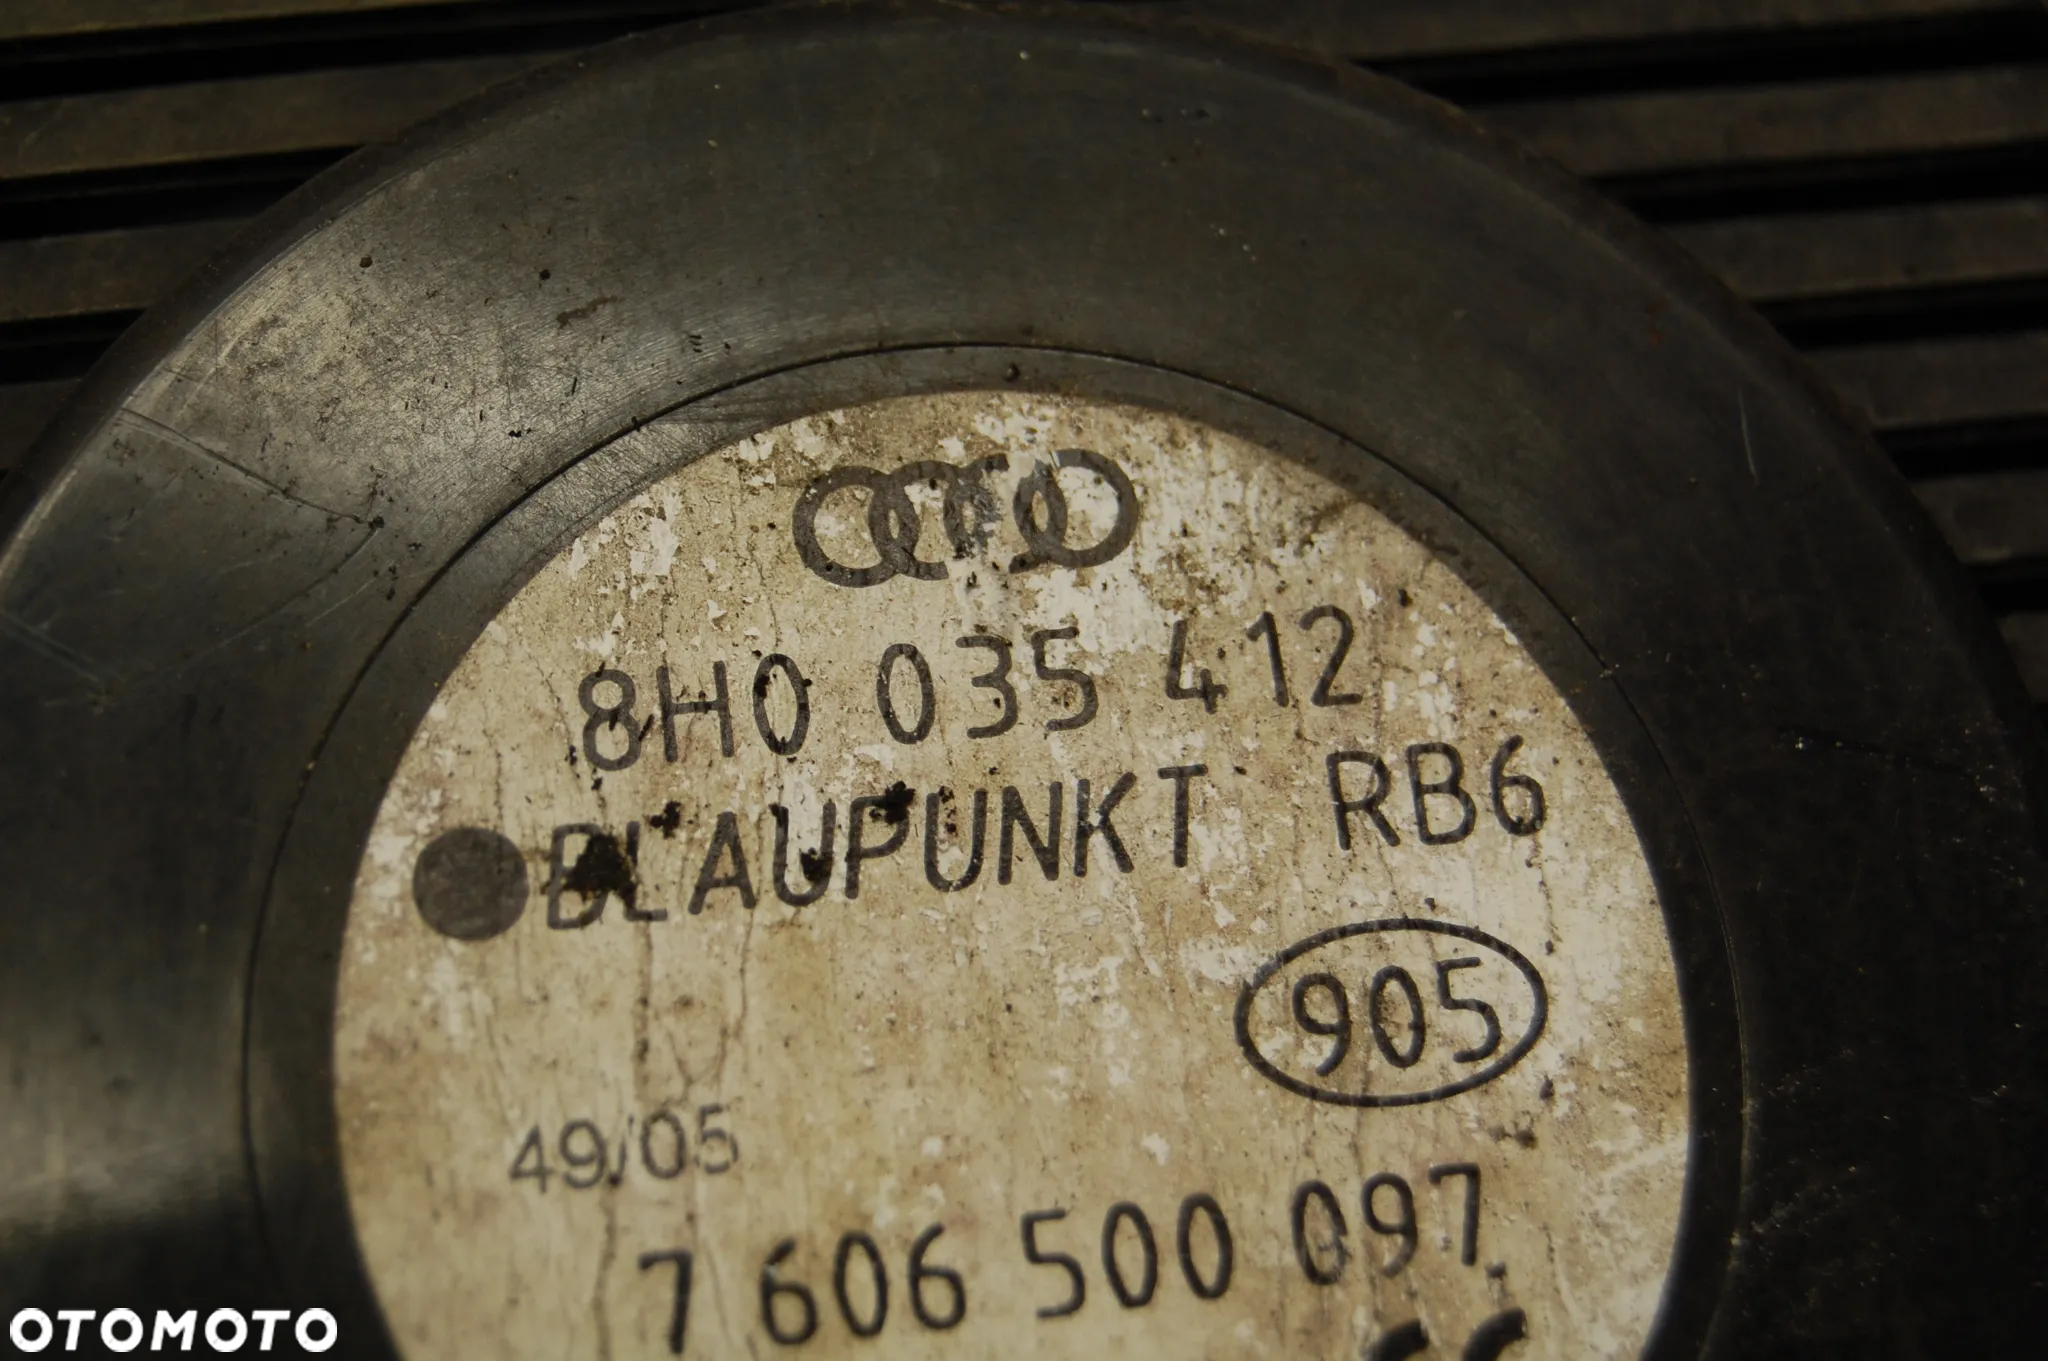 8H0 035 412
BLAUPUNKT RB6
905
49/05
7 606 500 097
OTOMOTO